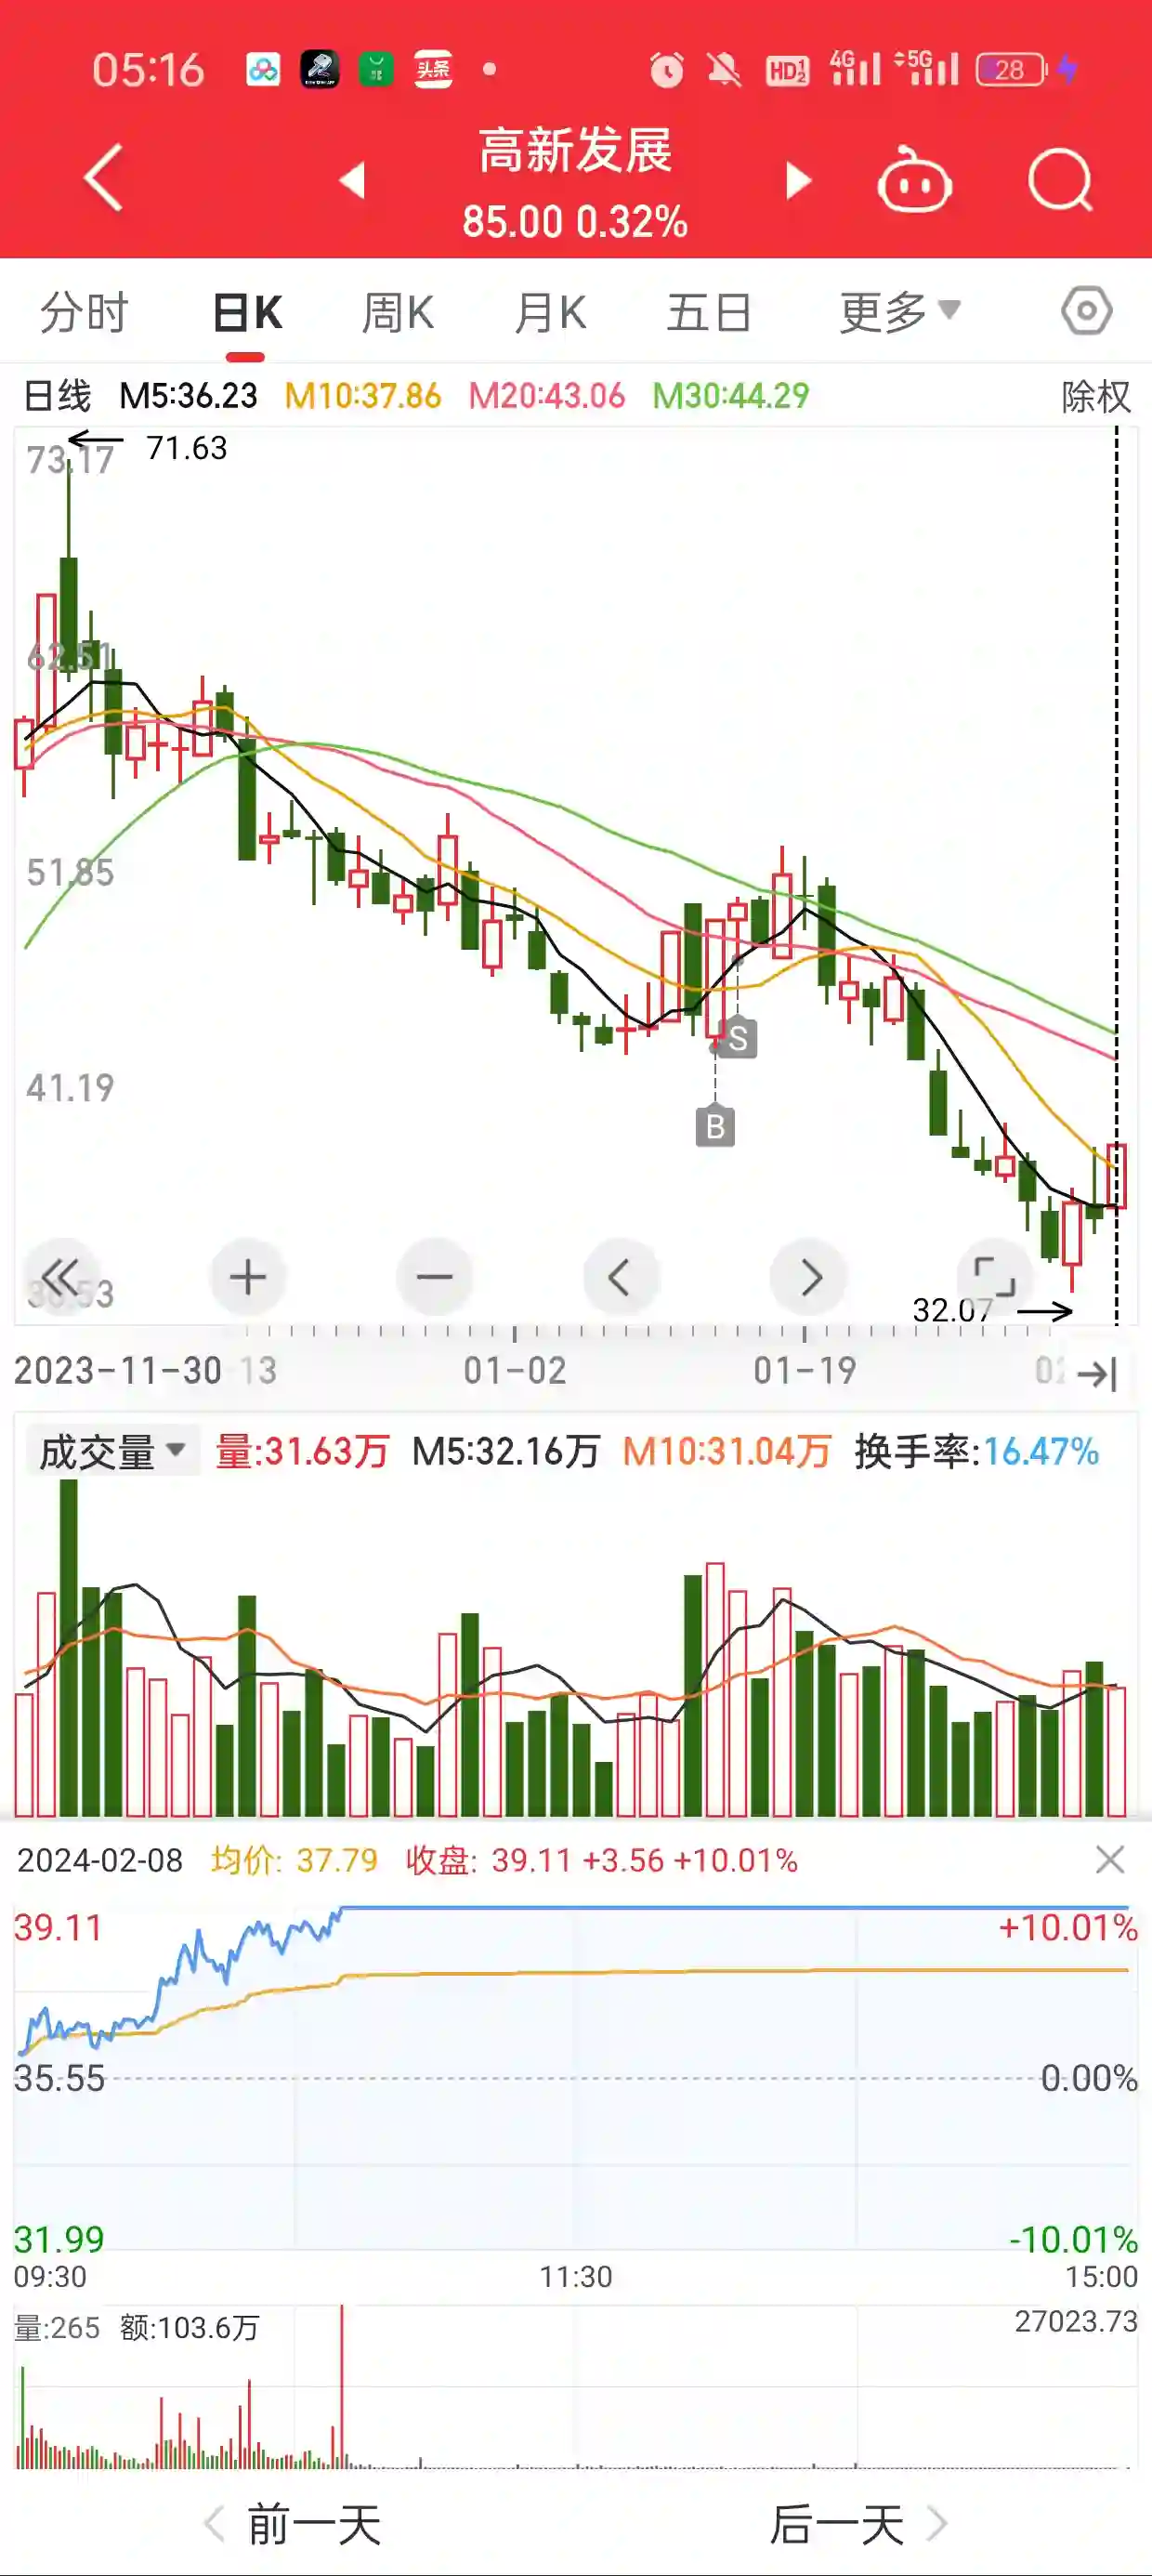 05:16 头条 HD 1 2 4G 5G 28
高新发展
85.00 0.32%
分时 日K 周K 月K 五日 更多
日线 M5:36.23 M10:37.86 M20:43.06 M30:44.29 除权
73.17 71.63
62.51
51.85
41.19
S
B
32.07
2023-11-30 13 01-02 01-19
成交量 量:31.63万 M5:32.16万 M10:31.04万 换手率:16.47%
2024-02-08 均价: 37.79 收盘: 39.11 +3.56 +10.01%
39.11 +10.01%
35.55 0.00%
31.99 -10.01%
09:30 11:30 15:00
量:265 额:103.6万 27023.73
前一天 后一天